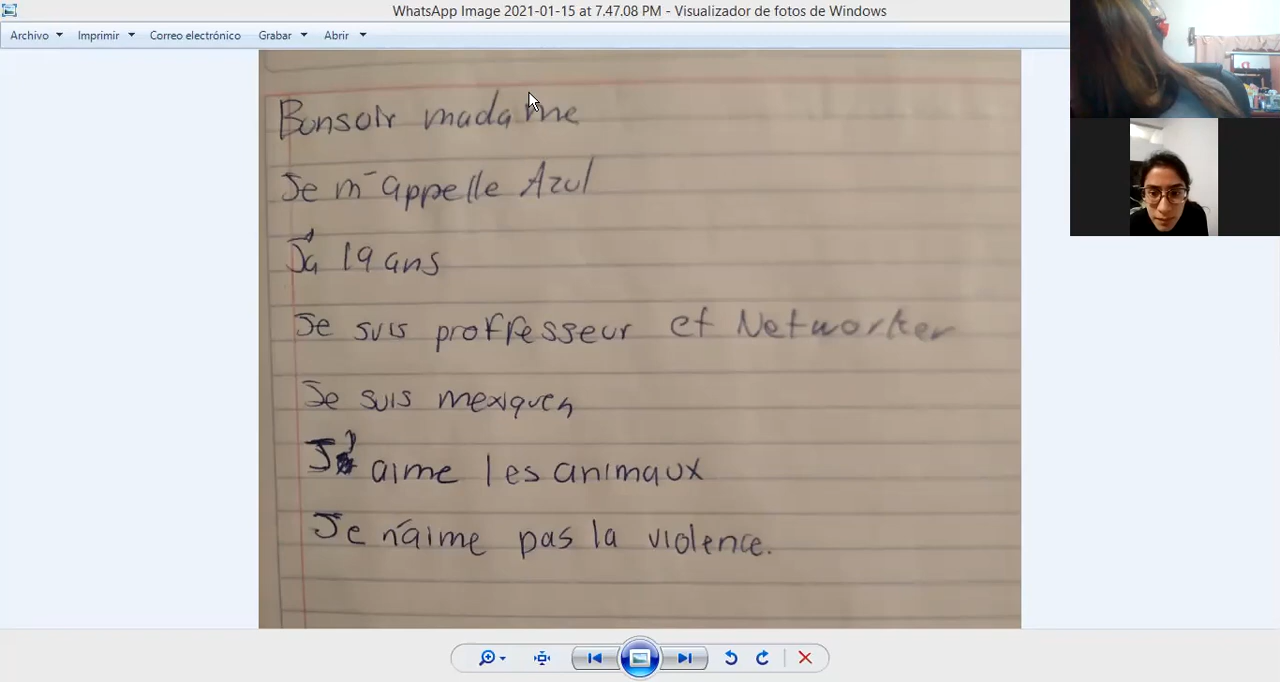 WhatsApp Image 2021-01-15 at 7.47.08 PM - Visualizador de fotos de Windows
Archivo Imprimir Correo electrónico Grabar Abrir
Bonsoir madame
Je m'appelle Azul
J'a 19 ans
Je suis proffesseur et Networker
Je suis mexiquen
J' aime les animaux
Je n'aime pas la violence.